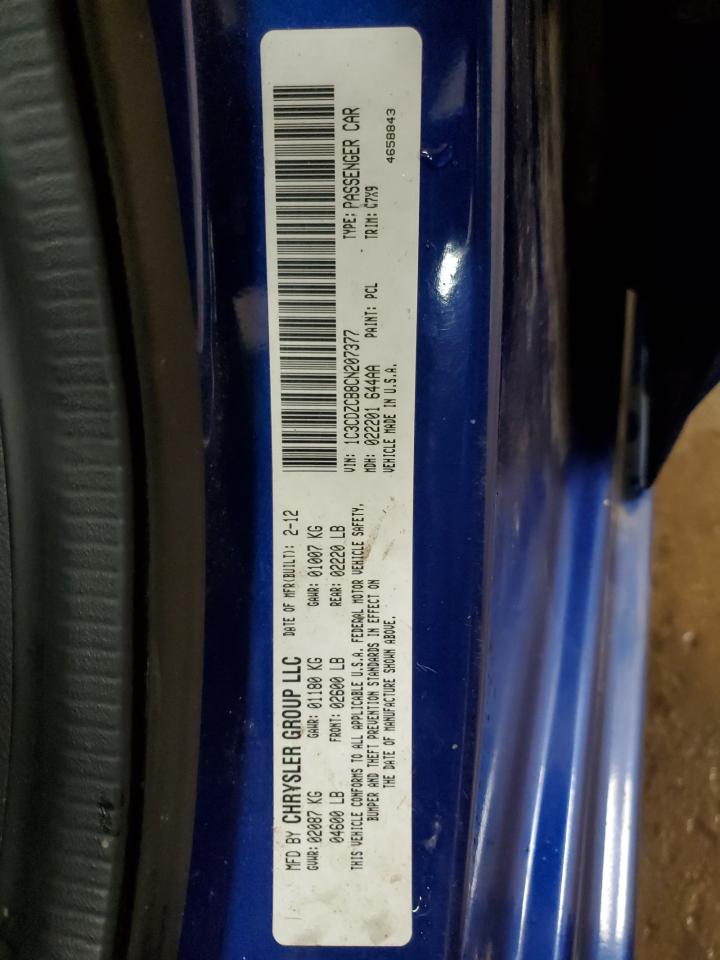 MFD BY CHRYSLER GROUP LLC DATE OF MFR(BUILT): 2-12
GVWR: 02087 KG GAWR: 01180 KG GAWR: 01007 KG
04600 LB FRONT: 02600 LB REAR: 02220 LB
THIS VEHICLE CONFORMS TO ALL APPLICABLE U.S.A. FEDERAL MOTOR VEHICLE SAFETY,
BUMPER AND THEFT PREVENTION STANDARDS IN EFFECT ON
THE DATE OF MANUFACTURE SHOWN ABOVE.
VIN: 1C3CDZCB8CN207377 TYPE: PASSENGER CAR
MDH: 022201 644AA PAINT: PCL TRIM: C7X9
VEHICLE MADE IN U.S.A.
4658843